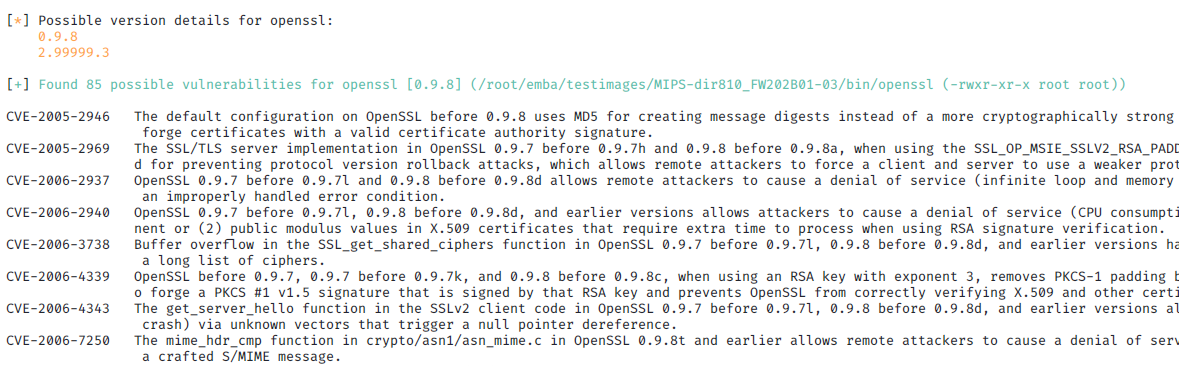 [*] Possible version details for openssl:
0.9.8
2.99999.3
[+] Found 85 possible vulnerabilities for openssl [0.9.8] (/root/emba/testimages/MIPS-dir810_FW202B01-03/bin/openssl (-rwxr-xr-x root root))
CVE-2005-2946 The default configuration on OpenSSL before 0.9.8 uses MD5 for creating message digests instead of a more cryptographically strong
forge certificates with a valid certificate authority signature.
CVE-2005-2969 The SSL/TLS server implementation in OpenSSL 0.9.7 before 0.9.7h and 0.9.8 before 0.9.8a, when using the SSL_OP_MSIE_SSLV2_RSA_PADD
d for preventing protocol version rollback attacks, which allows remote attackers to force a client and server to use a weaker prot
CVE-2006-2937 OpenSSL 0.9.7 before 0.9.7l and 0.9.8 before 0.9.8d allows remote attackers to cause a denial of service (infinite loop and memory
an improperly handled error condition.
CVE-2006-2940 OpenSSL 0.9.7 before 0.9.7l, 0.9.8 before 0.9.8d, and earlier versions allows attackers to cause a denial of service (CPU consumpti
nent or (2) public modulus values in X.509 certificates that require extra time to process when using RSA signature verification.
CVE-2006-3738 Buffer overflow in the SSL_get_shared_ciphers function in OpenSSL 0.9.7 before 0.9.7l, 0.9.8 before 0.9.8d, and earlier versions ha
a long list of ciphers.
CVE-2006-4339 OpenSSL before 0.9.7, 0.9.7 before 0.9.7k, and 0.9.8 before 0.9.8c, when using an RSA key with exponent 3, removes PKCS-1 padding b
o forge a PKCS #1 v1.5 signature that is signed by that RSA key and prevents OpenSSL from correctly verifying X.509 and other certi
CVE-2006-4343 The get_server_hello function in the SSLv2 client code in OpenSSL 0.9.7 before 0.9.7l, 0.9.8 before 0.9.8d, and earlier versions al
crash) via unknown vectors that trigger a null pointer dereference.
CVE-2006-7250 The mime_hdr_cmp function in crypto/asn1/asn_mime.c in OpenSSL 0.9.8t and earlier allows remote attackers to cause a denial of serv
a crafted S/MIME message.